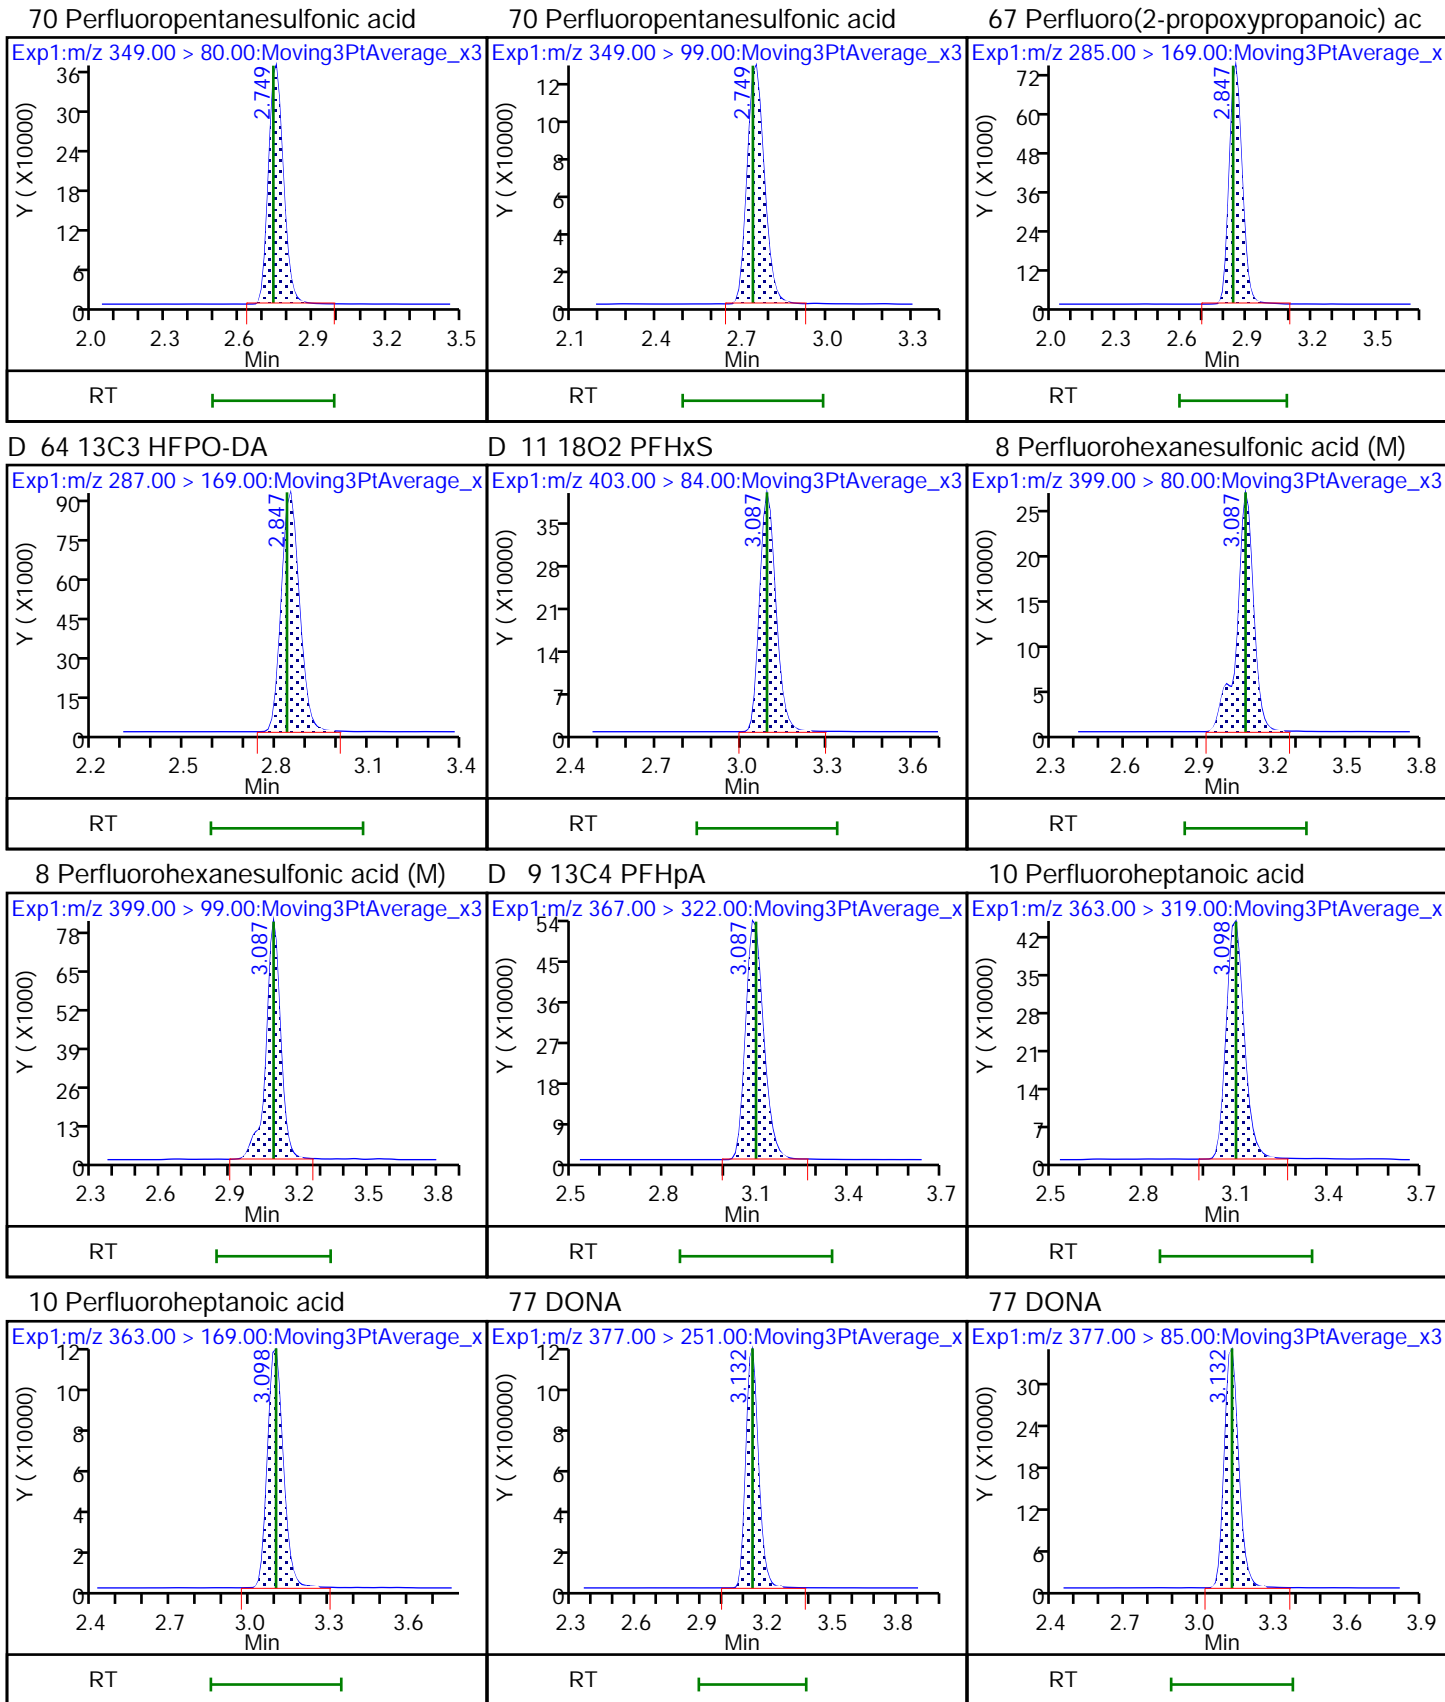 70 Perfluoropentanesulfonic acid
Exp1:m/z 349.00 > 80.00:Moving3PtAverage_x3
Y ( X10000)
36
30
24
18
12
6
0
2.749
2.0 2.3 2.6 2.9 3.2 3.5
Min
RT
70 Perfluoropentanesulfonic acid
Exp1:m/z 349.00 > 99.00:Moving3PtAverage_x3
Y ( X10000)
12
10
8
6
4
2
0
2.749
2.1 2.4 2.7 3.0 3.3
Min
RT
67 Perfluoro(2-propoxypropanoic) ac
Exp1:m/z 285.00 > 169.00:Moving3PtAverage_x
Y ( X1000)
72
60
48
36
24
12
0
2.847
2.0 2.3 2.6 2.9 3.2 3.5
Min
RT
D 64 13C3 HFPO-DA
Exp1:m/z 287.00 > 169.00:Moving3PtAverage_x
Y ( X1000)
90
75
60
45
30
15
0
2.847
2.2 2.5 2.8 3.1 3.4
Min
RT
D 11 18O2 PFHxS
Exp1:m/z 403.00 > 84.00:Moving3PtAverage_x3
Y ( X10000)
35
28
21
14
7
0
3.087
2.4 2.7 3.0 3.3 3.6
Min
RT
8 Perfluorohexanesulfonic acid (M)
Exp1:m/z 399.00 > 80.00:Moving3PtAverage_x3
Y ( X10000)
25
20
15
10
5
0
3.087
2.3 2.6 2.9 3.2 3.5 3.8
Min
RT
8 Perfluorohexanesulfonic acid (M)
Exp1:m/z 399.00 > 99.00:Moving3PtAverage_x3
Y ( X1000)
78
65
52
39
26
13
0
3.087
2.3 2.6 2.9 3.2 3.5 3.8
Min
RT
D 9 13C4 PFHpA
Exp1:m/z 367.00 > 322.00:Moving3PtAverage_x
Y ( X10000)
54
45
36
27
18
9
0
3.087
2.5 2.8 3.1 3.4 3.7
Min
RT
10 Perfluoroheptanoic acid
Exp1:m/z 363.00 > 319.00:Moving3PtAverage_x
Y ( X10000)
42
35
28
21
14
7
0
3.098
2.5 2.8 3.1 3.4 3.7
Min
RT
10 Perfluoroheptanoic acid
Exp1:m/z 363.00 > 169.00:Moving3PtAverage_x
Y ( X10000)
12
10
8
6
4
2
0
3.098
2.4 2.7 3.0 3.3 3.6
Min
RT
77 DONA
Exp1:m/z 377.00 > 251.00:Moving3PtAverage_x
Y ( X100000)
12
10
8
6
4
2
0
3.132
2.3 2.6 2.9 3.2 3.5 3.8
Min
RT
77 DONA
Exp1:m/z 377.00 > 85.00:Moving3PtAverage_x3
Y ( X10000)
30
24
18
12
6
0
3.132
2.4 2.7 3.0 3.3 3.6 3.9
Min
RT